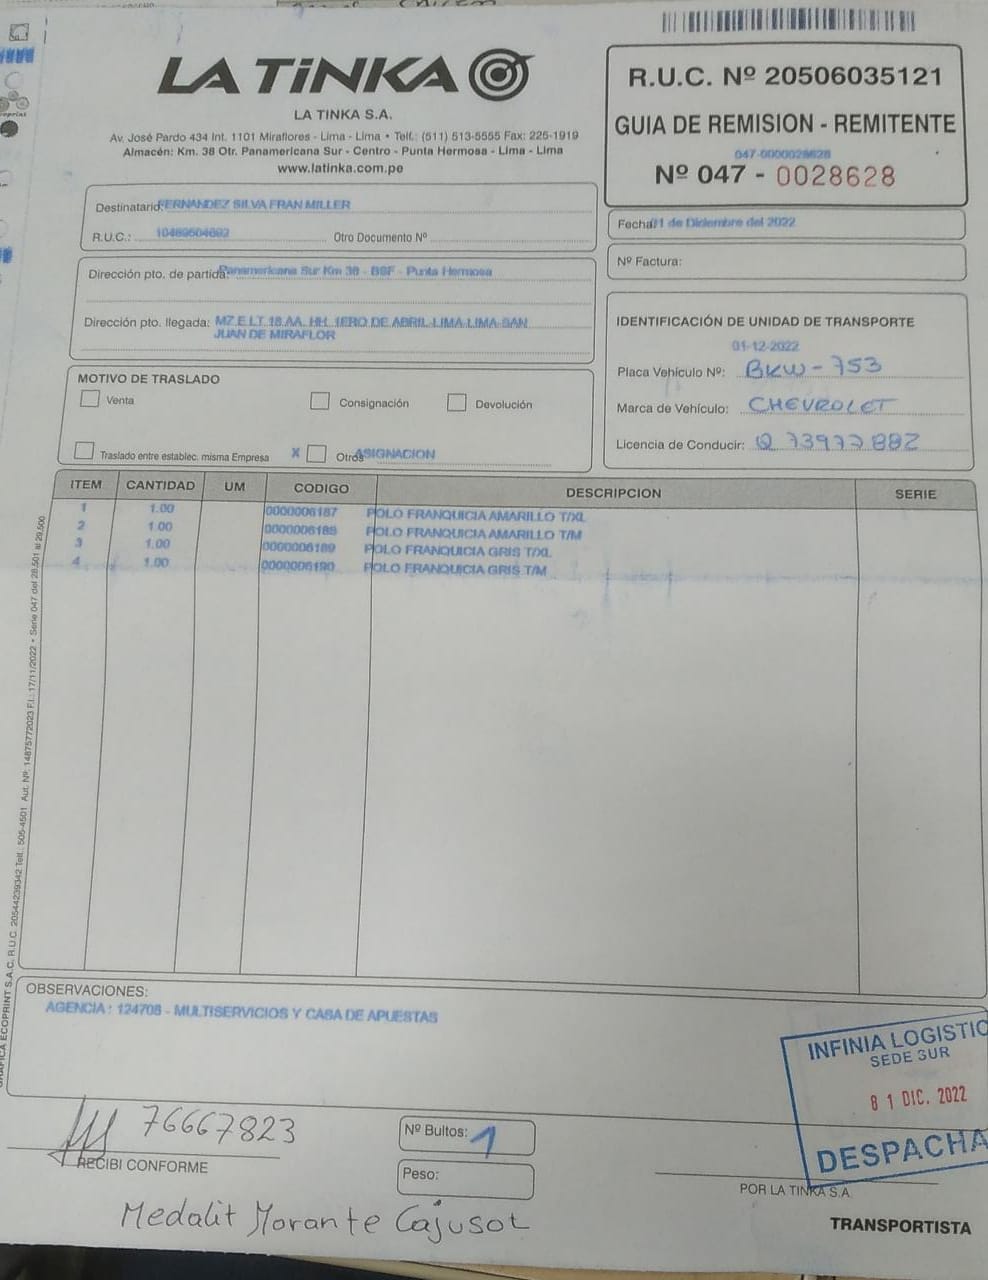 LA TiNKA
LA TINKA S.A.
Av. José Pardo 434 Int. 1101 Miraflores - Lima - Lima • Telf.: (511) 513-5555 Fax: 225-1919
Almacén: Km. 38 Otr. Panamericana Sur - Centro - Punta Hermosa - Lima - Lima
www.latinka.com.pe
R.U.C. Nº 20506035121
GUIA DE REMISION - REMITENTE
047-0000028628
Nº 047 - 0028628
Destinatario: FERNANDEZ SILVA FRAN MILLER
R.U.C.: 10489504692 Otro Documento Nº
Fecha: 01 de Diciembre del 2022
Nº Factura:
Dirección pto. de partida: Panamericana Sur Km 38 - BSF - Punta Hermosa
Dirección pto. llegada: MZ.E LT 18 AA. HH. 1ERO DE ABRIL-LIMA-LIMA-SAN
JUAN DE MIRAFLOR
IDENTIFICACIÓN DE UNIDAD DE TRANSPORTE
01-12-2022
Placa Vehículo Nº: BKW-753
Marca de Vehículo: CHEVROLET
Licencia de Conducir: Q73977882
MOTIVO DE TRASLADO
Venta Consignación Devolución
Traslado entre establec. misma Empresa X Otros ASIGNACION
ITEM CANTIDAD UM CODIGO DESCRIPCION SERIE
1 1.00 0000006187 POLO FRANQUICIA AMARILLO T/XL
2 1.00 0000006188 POLO FRANQUICIA AMARILLO T/M
3 1.00 0000006189 POLO FRANQUICIA GRIS T/XL
4 1.00 0000006190 POLO FRANQUICIA GRIS T/M
GRAFICA ECOPRINT S.A.C. R.U.C. 20544239342 Telf.: 505-4501 Aut. Nº: 14875772023 F.I.: 17/11/2022 • Serie 047 del 28,501 al 29,500
OBSERVACIONES:
AGENCIA : 124708 - MULTISERVICIOS Y CASA DE APUESTAS
INFINIA LOGISTIC
SEDE SUR
01 DIC. 2022
DESPACHA
76667823
RECIBI CONFORME
Nº Bultos: 1
Peso:
POR LA TINKA S.A.
Medalit Morante Cajusot
TRANSPORTISTA